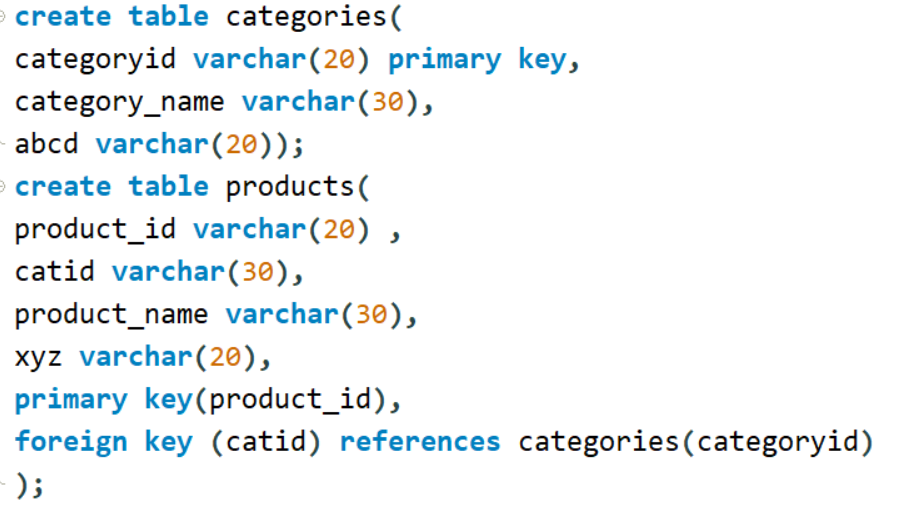 create table categories(
categoryid varchar(20) primary key,
category_name varchar(30),
abcd varchar(20));
create table products(
product_id varchar(20) ,
catid varchar(30),
product_name varchar(30),
xyz varchar(20),
primary key(product_id),
foreign key (catid) references categories(categoryid)
);